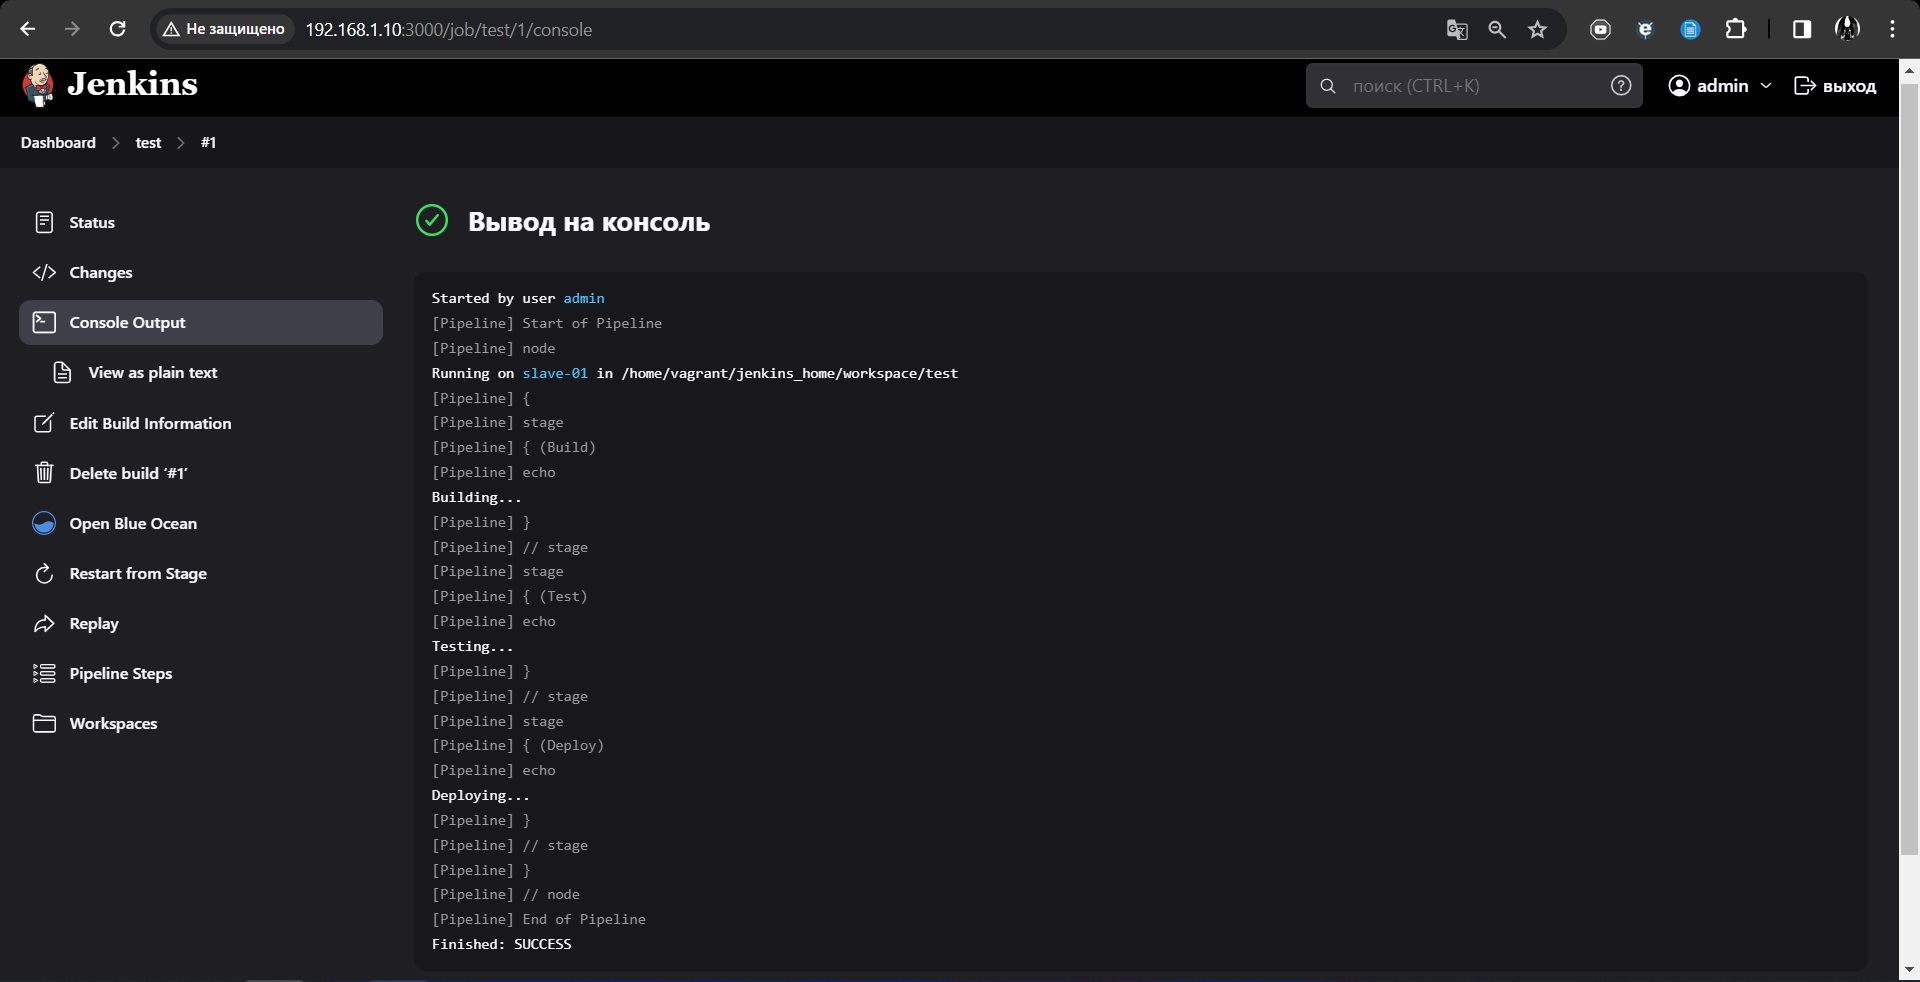 Не защищено 192.168.1.10:3000/job/test/1/console
Jenkins
поиск (CTRL+K)
admin
выход
Dashboard
test
#1
Status
Changes
Console Output
View as plain text
Edit Build Information
Delete build ‘#1’
Open Blue Ocean
Restart from Stage
Replay
Pipeline Steps
Workspaces
Вывод на консоль
Started by user admin
[Pipeline] Start of Pipeline
[Pipeline] node
Running on slave-01 in /home/vagrant/jenkins_home/workspace/test
[Pipeline] {
[Pipeline] stage
[Pipeline] { (Build)
[Pipeline] echo
Building...
[Pipeline] }
[Pipeline] // stage
[Pipeline] stage
[Pipeline] { (Test)
[Pipeline] echo
Testing...
[Pipeline] }
[Pipeline] // stage
[Pipeline] stage
[Pipeline] { (Deploy)
[Pipeline] echo
Deploying...
[Pipeline] }
[Pipeline] // stage
[Pipeline] }
[Pipeline] // node
[Pipeline] End of Pipeline
Finished: SUCCESS